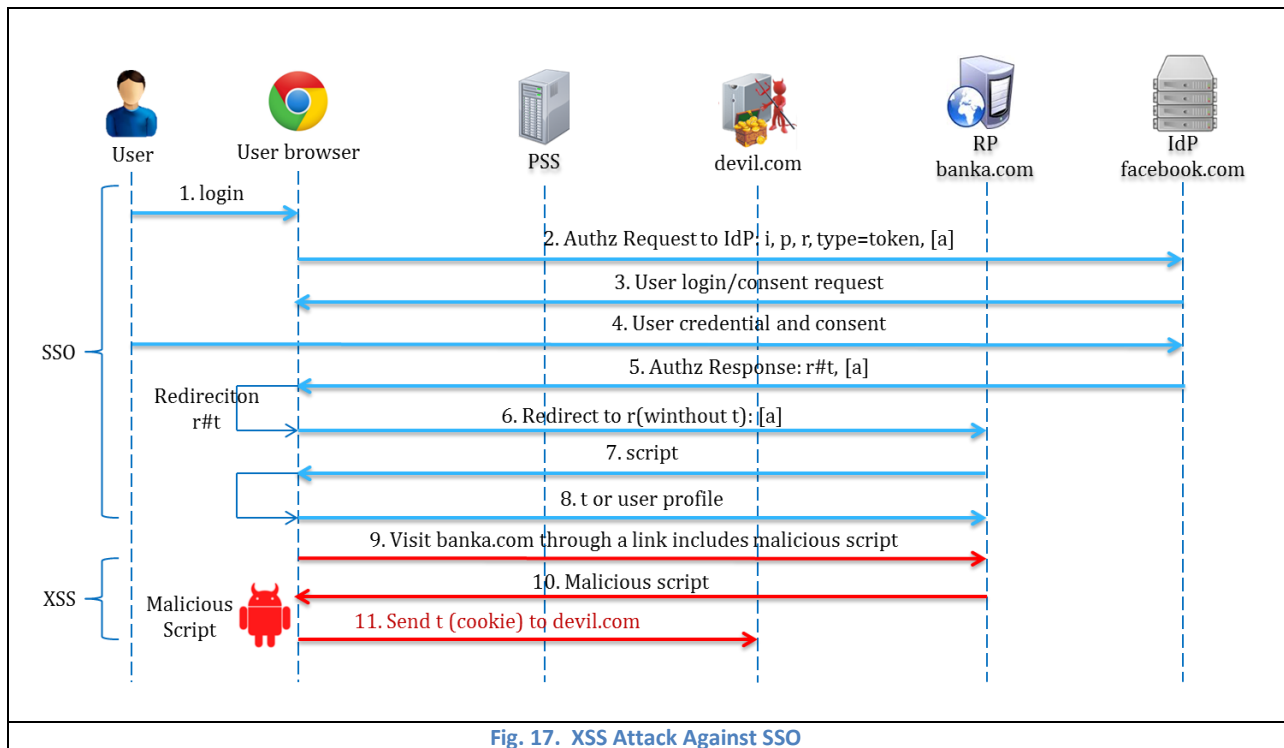 User
User browser
PSS
devil.com
RP
banka.com
IdP
facebook.com
1. login
2. Authz Request to IdP: i, p, r, type=token, [a]
3. User login/consent request
4. User credential and consent
SSO
5. Authz Response: r#t, [a]
Redireciton
r#t
6. Redirect to r(winthout t): [a]
7. script
8. t or user profile
9. Visit banka.com through a link includes malicious script
10. Malicious script
XSS
Malicious
Script
11. Send t (cookie) to devil.com
Fig. 17. XSS Attack Against SSO